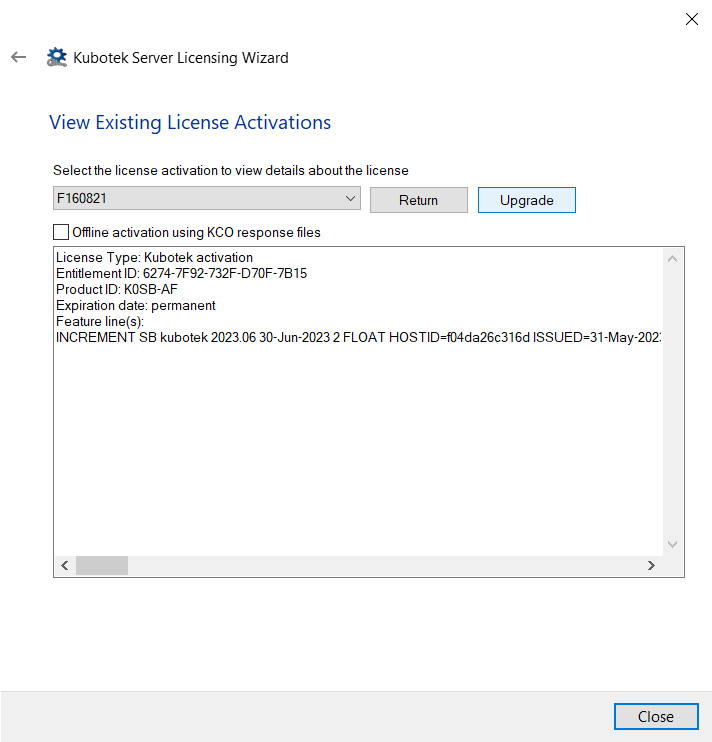 Kubotek Server Licensing Wizard
View Existing License Activations
Select the license activation to view details about the license
F160821
Return
Upgrade
Offline activation using KCO response files
License Type: Kubotek activation
Entitlement ID: 6274-7F92-732F-D70F-7B15
Product ID: K0SB-AF
Expiration date: permanent
Feature line(s):
INCREMENT SB kubotek 2023.06 30-Jun-2023 2 FLOAT HOSTID=f04da26c316d ISSUED=31-May-202
Close